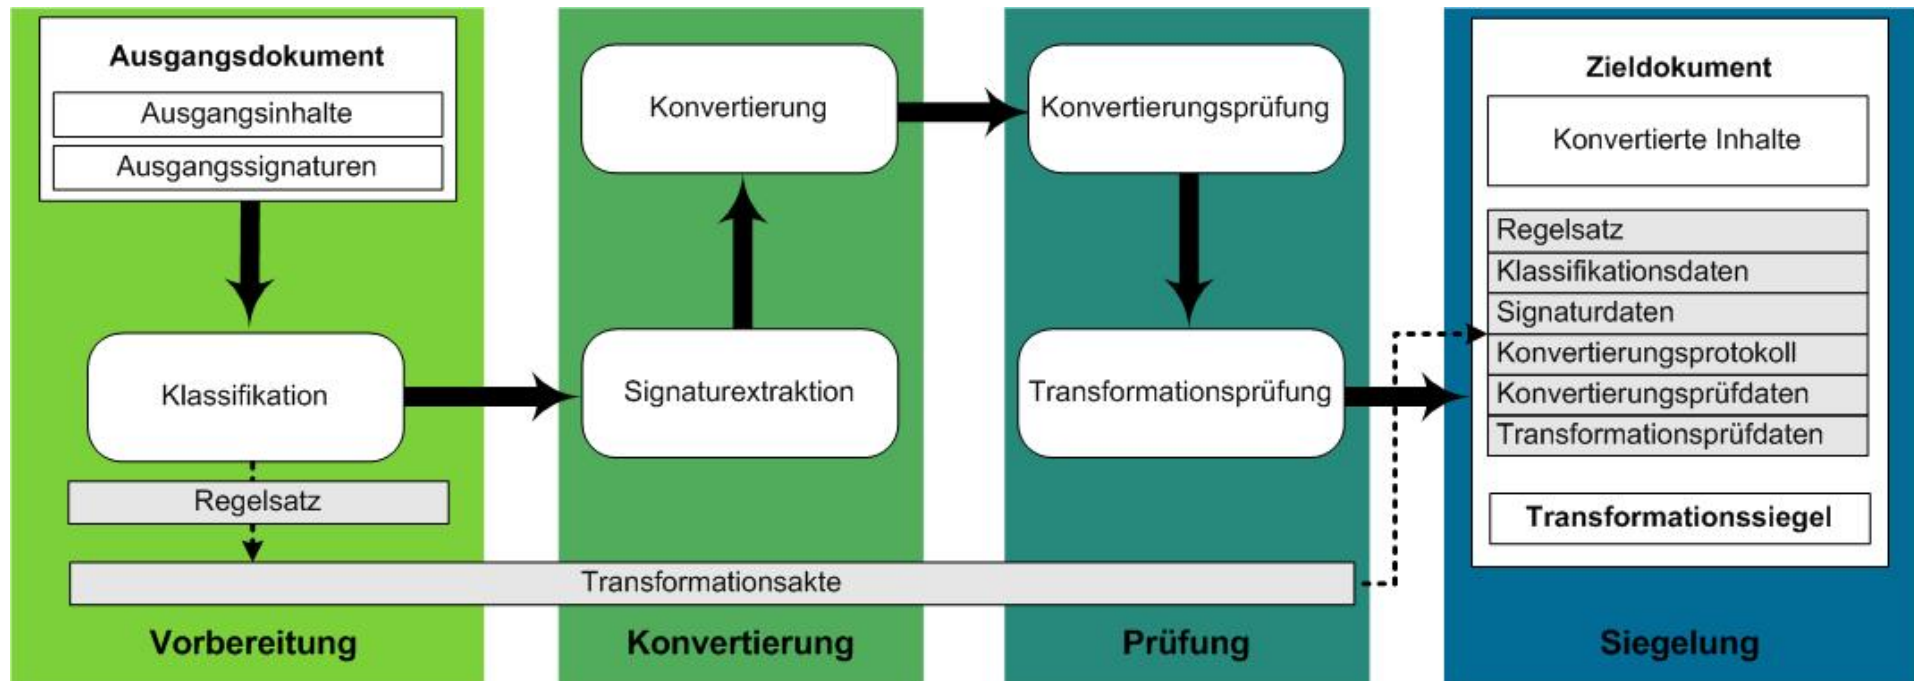 Ausgangsdokument
Ausgangsinhalte
Ausgangssignaturen
Klassifikation
Regelsatz
Transformationsakte
Vorbereitung
Konvertierung
Signaturextraktion
Konvertierung
Konvertierungsprüfung
Transformationsprüfung
Prüfung
Zieldokument
Konvertierte Inhalte
Regelsatz
Klassifikationsdaten
Signaturdaten
Konvertierungsprotokoll
Konvertierungsprüfdaten
Transformationsprüfdaten
Transformationssiegel
Siegelung